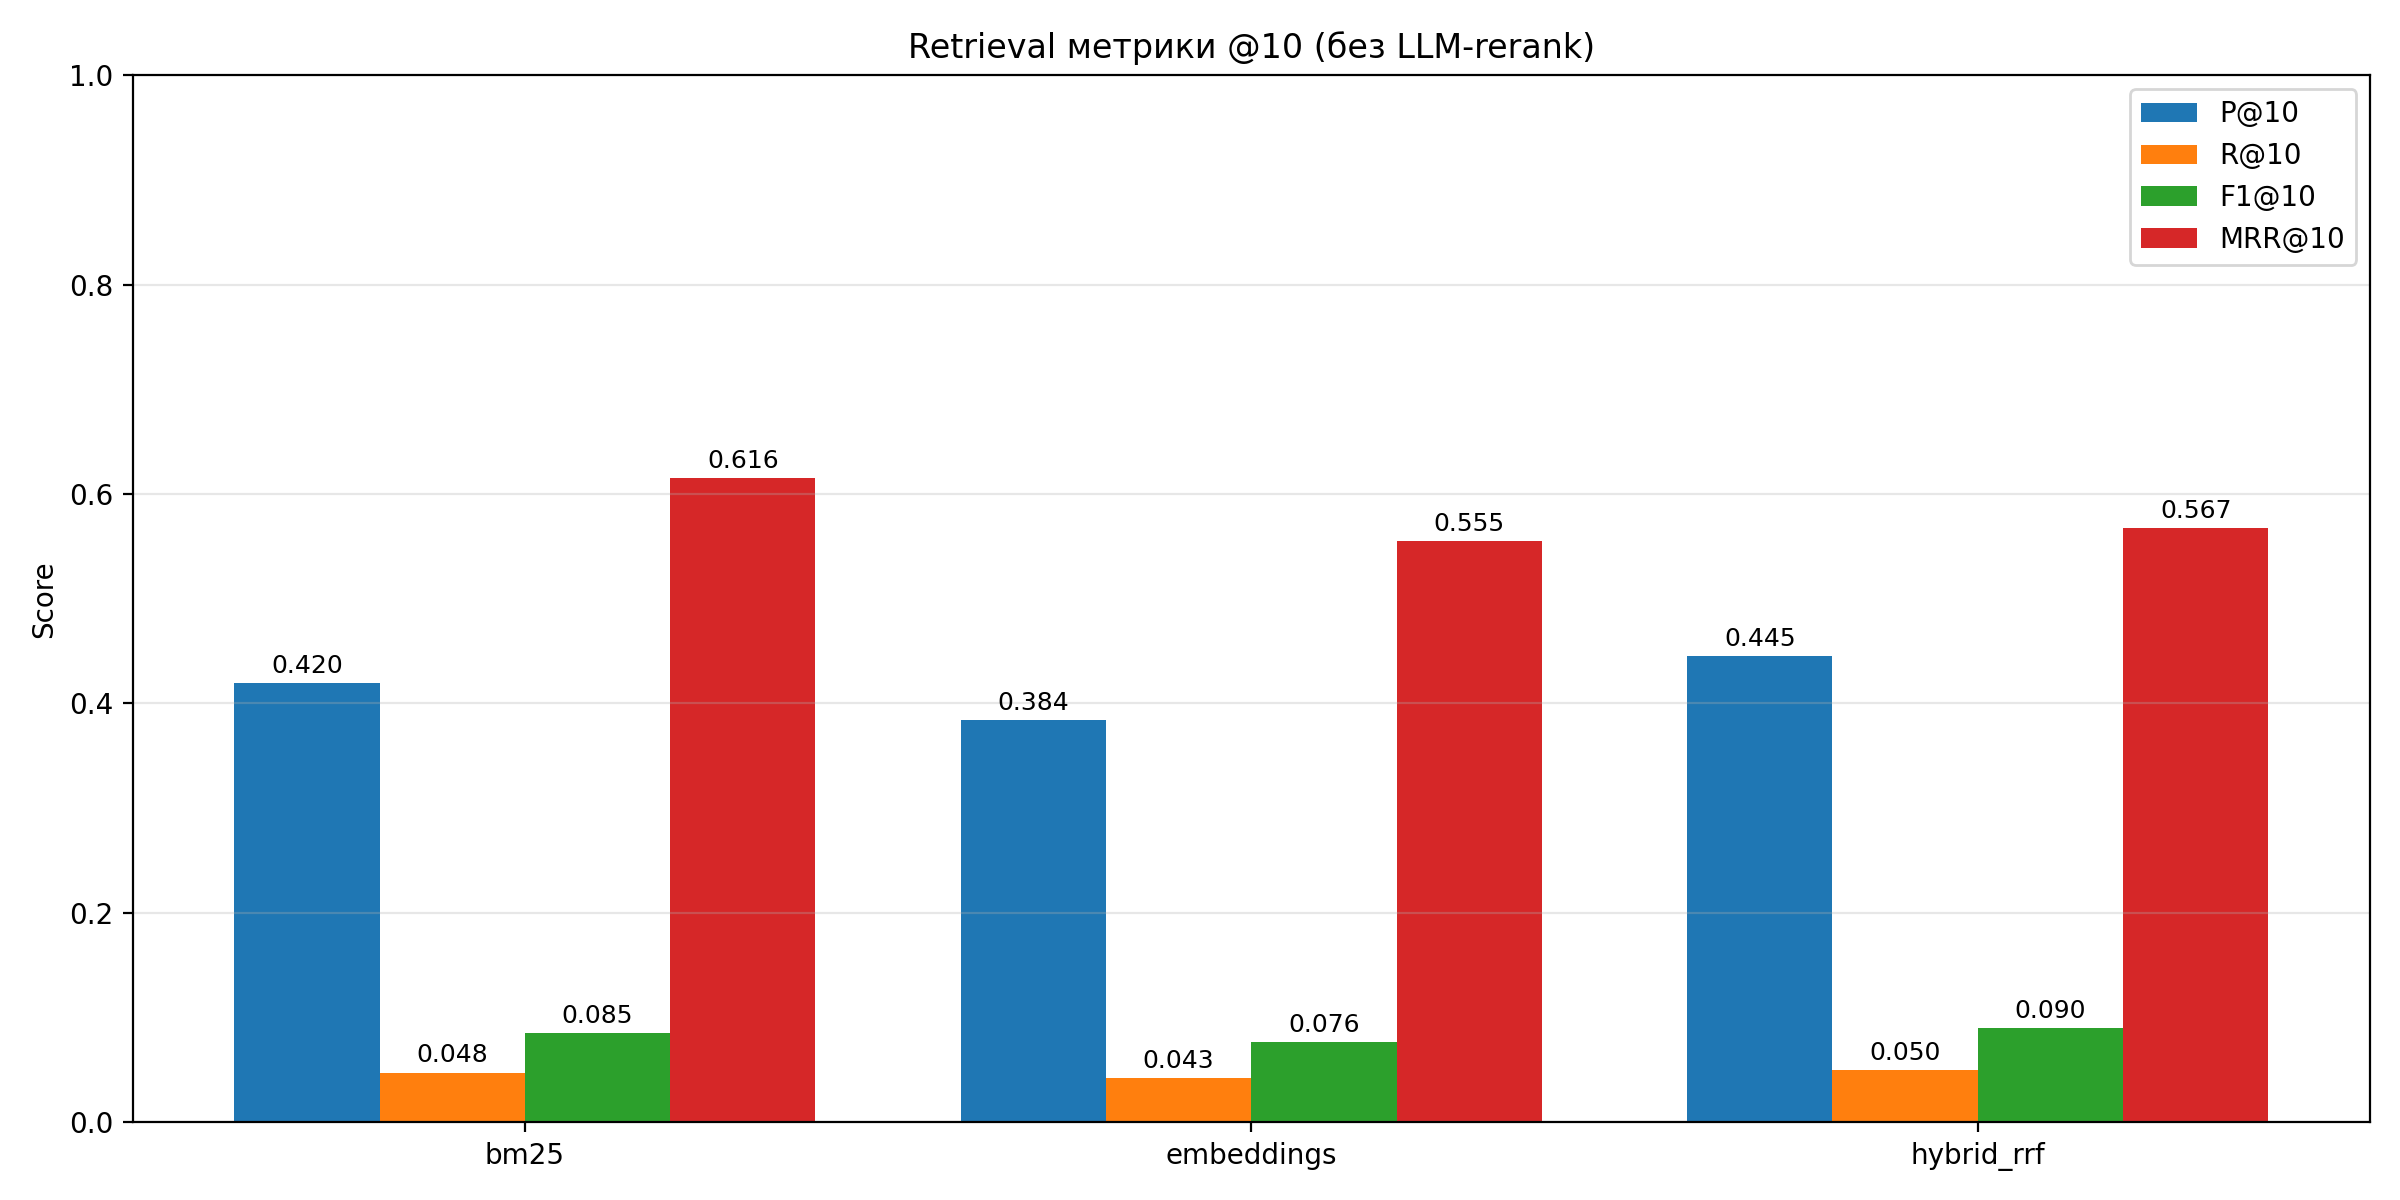 Retrieval метрики @10 (без LLM-rerank)
1.0
0.8
0.6
0.4
0.2
0.0
Score
P@10
R@10
F1@10
MRR@10
0.420
0.048
0.085
0.616
0.384
0.043
0.076
0.555
0.445
0.050
0.090
0.567
bm25
embeddings
hybrid_rrf